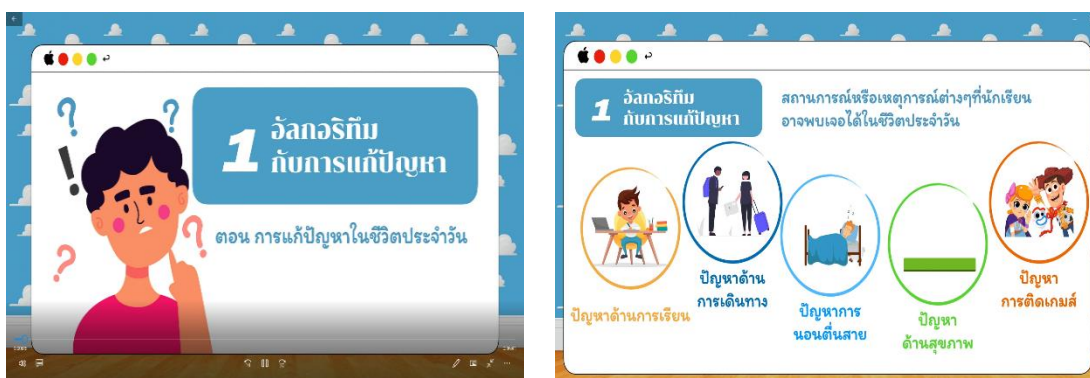 1
อัลกอริทึม
กับการแก้ปัญหา
ตอน การแก้ปัญหาในชีวิตประจำวัน
1
อัลกอริทึม
กับการแก้ปัญหา
สถานการณ์หรือเหตุการณ์ต่างๆที่นักเรียน
อาจพบเจอได้ในชีวิตประจำวัน
ปัญหาด้านการเรียน
ปัญหาด้าน
การเดินทาง
ปัญหาการ
นอนตื่นสาย
ปัญหา
ด้านสุขภาพ
ปัญหา
การติดเกมส์